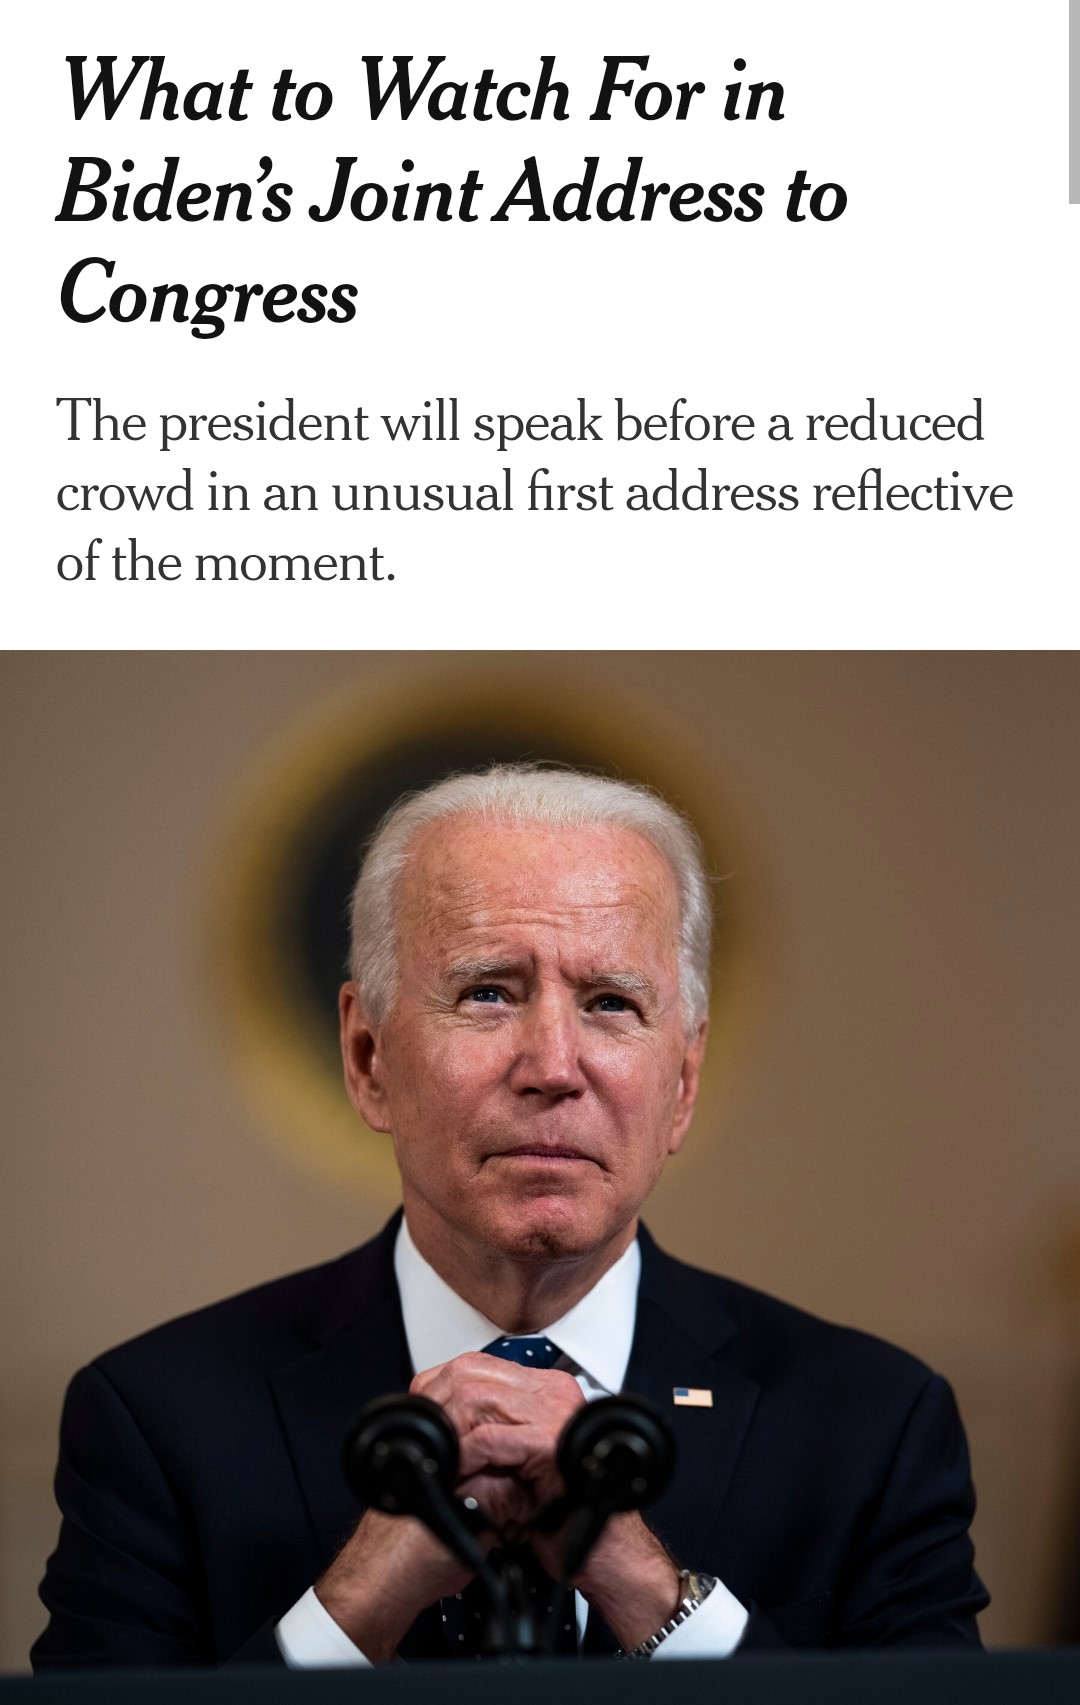 What to Watch For in
Biden’s Joint Address to
Congress
The president will speak before a reduced
crowd in an unusual first address reflective
of the moment.